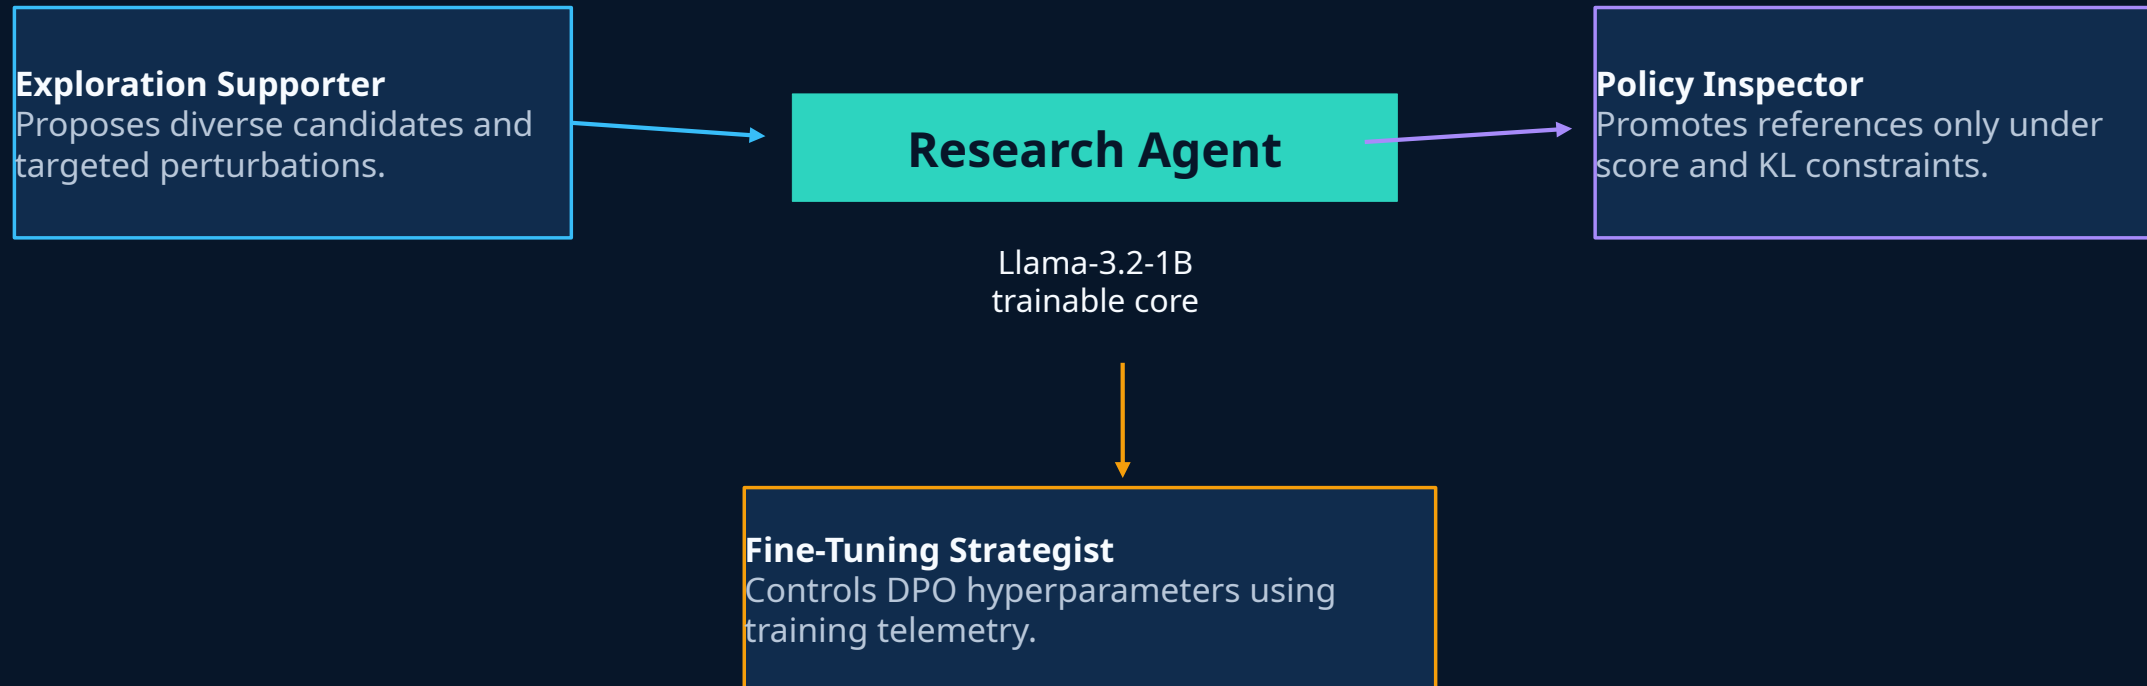 Exploration Supporter
Proposes diverse candidates and
targeted perturbations.
Research Agent
Llama-3.2-1B
trainable core
Policy Inspector
Promotes references only under
score and KL constraints.
Fine-Tuning Strategist
Controls DPO hyperparameters using
training telemetry.